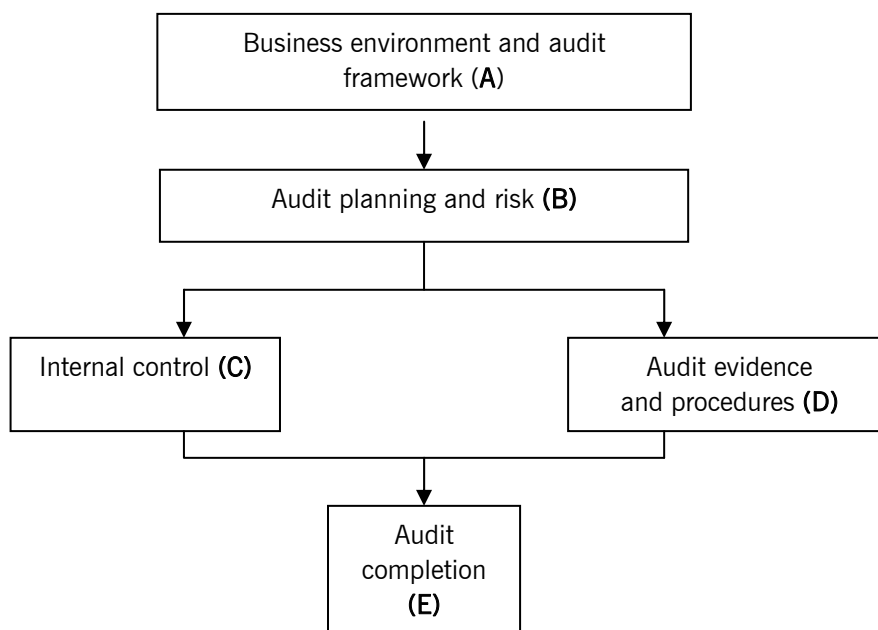 Business environment and audit
framework (A)
Audit planning and risk (B)
Internal control (C)
Audit evidence
and procedures (D)
Audit
completion
(E)